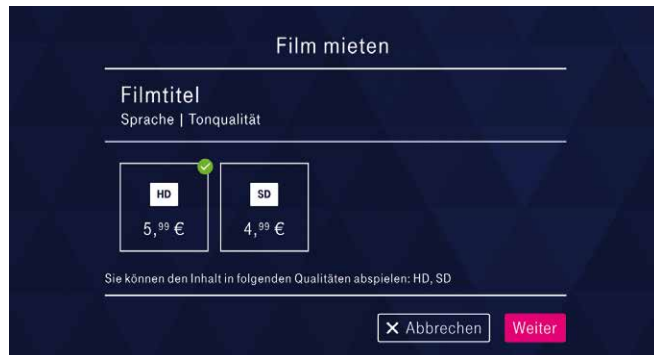 Film mieten
Filmtitel
Sprache | Tonqualität
HD SD
5,99 € 4,99 €
Sie können den Inhalt in folgenden Qualitäten abspielen: HD, SD
Abbrechen Weiter